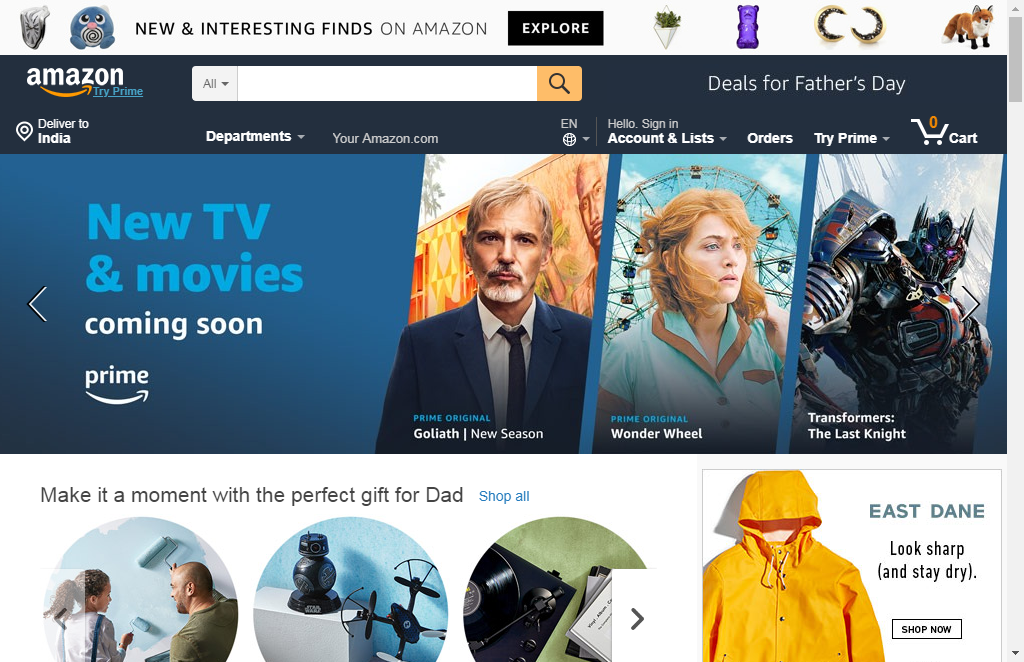 NEW & INTERESTING FINDS ON AMAZON
EXPLORE
amazon
Try Prime
All
Deals for Father's Day
Deliver to
India
Departments
Your Amazon.com
EN
Hello. Sign in
Account & Lists
Orders
Try Prime
0
Cart
New TV
& movies
coming soon
prime
PRIME ORIGINAL
Goliath | New Season
PRIME ORIGINAL
Wonder Wheel
Transformers:
The Last Knight
Make it a moment with the perfect gift for Dad
Shop all
EAST DANE
Look sharp
(and stay dry).
SHOP NOW
STAR
WARS